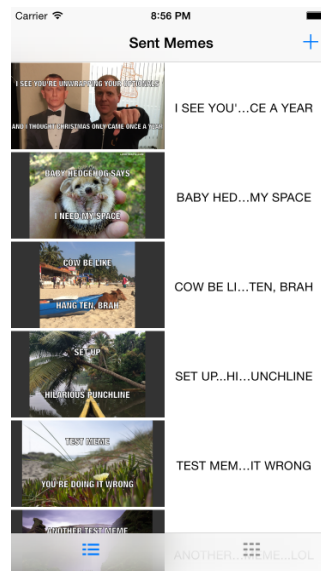 Carrier 8:56 PM
Sent Memes +
I SEE YOU'RE UNWRAPPING YOUR OPTIONALS
AND I THOUGHT CHRISTMAS ONLY CAME ONCE A YEAR
I SEE YOU'...CE A YEAR
BABY HEDGEHOG SAYS
I NEED MY SPACE
BABY HED...MY SPACE
COW BE LIKE
HANG TEN, BRAH
COW BE LI...TEN, BRAH
SET UP
HILARIOUS PUNCHLINE
SET UP...HI...UNCHLINE
TEST MEME
YOU'RE DOING IT WRONG
TEST MEM...IT WRONG
ANOTHER TEST MEME
ANOTHER...MEME...LOL